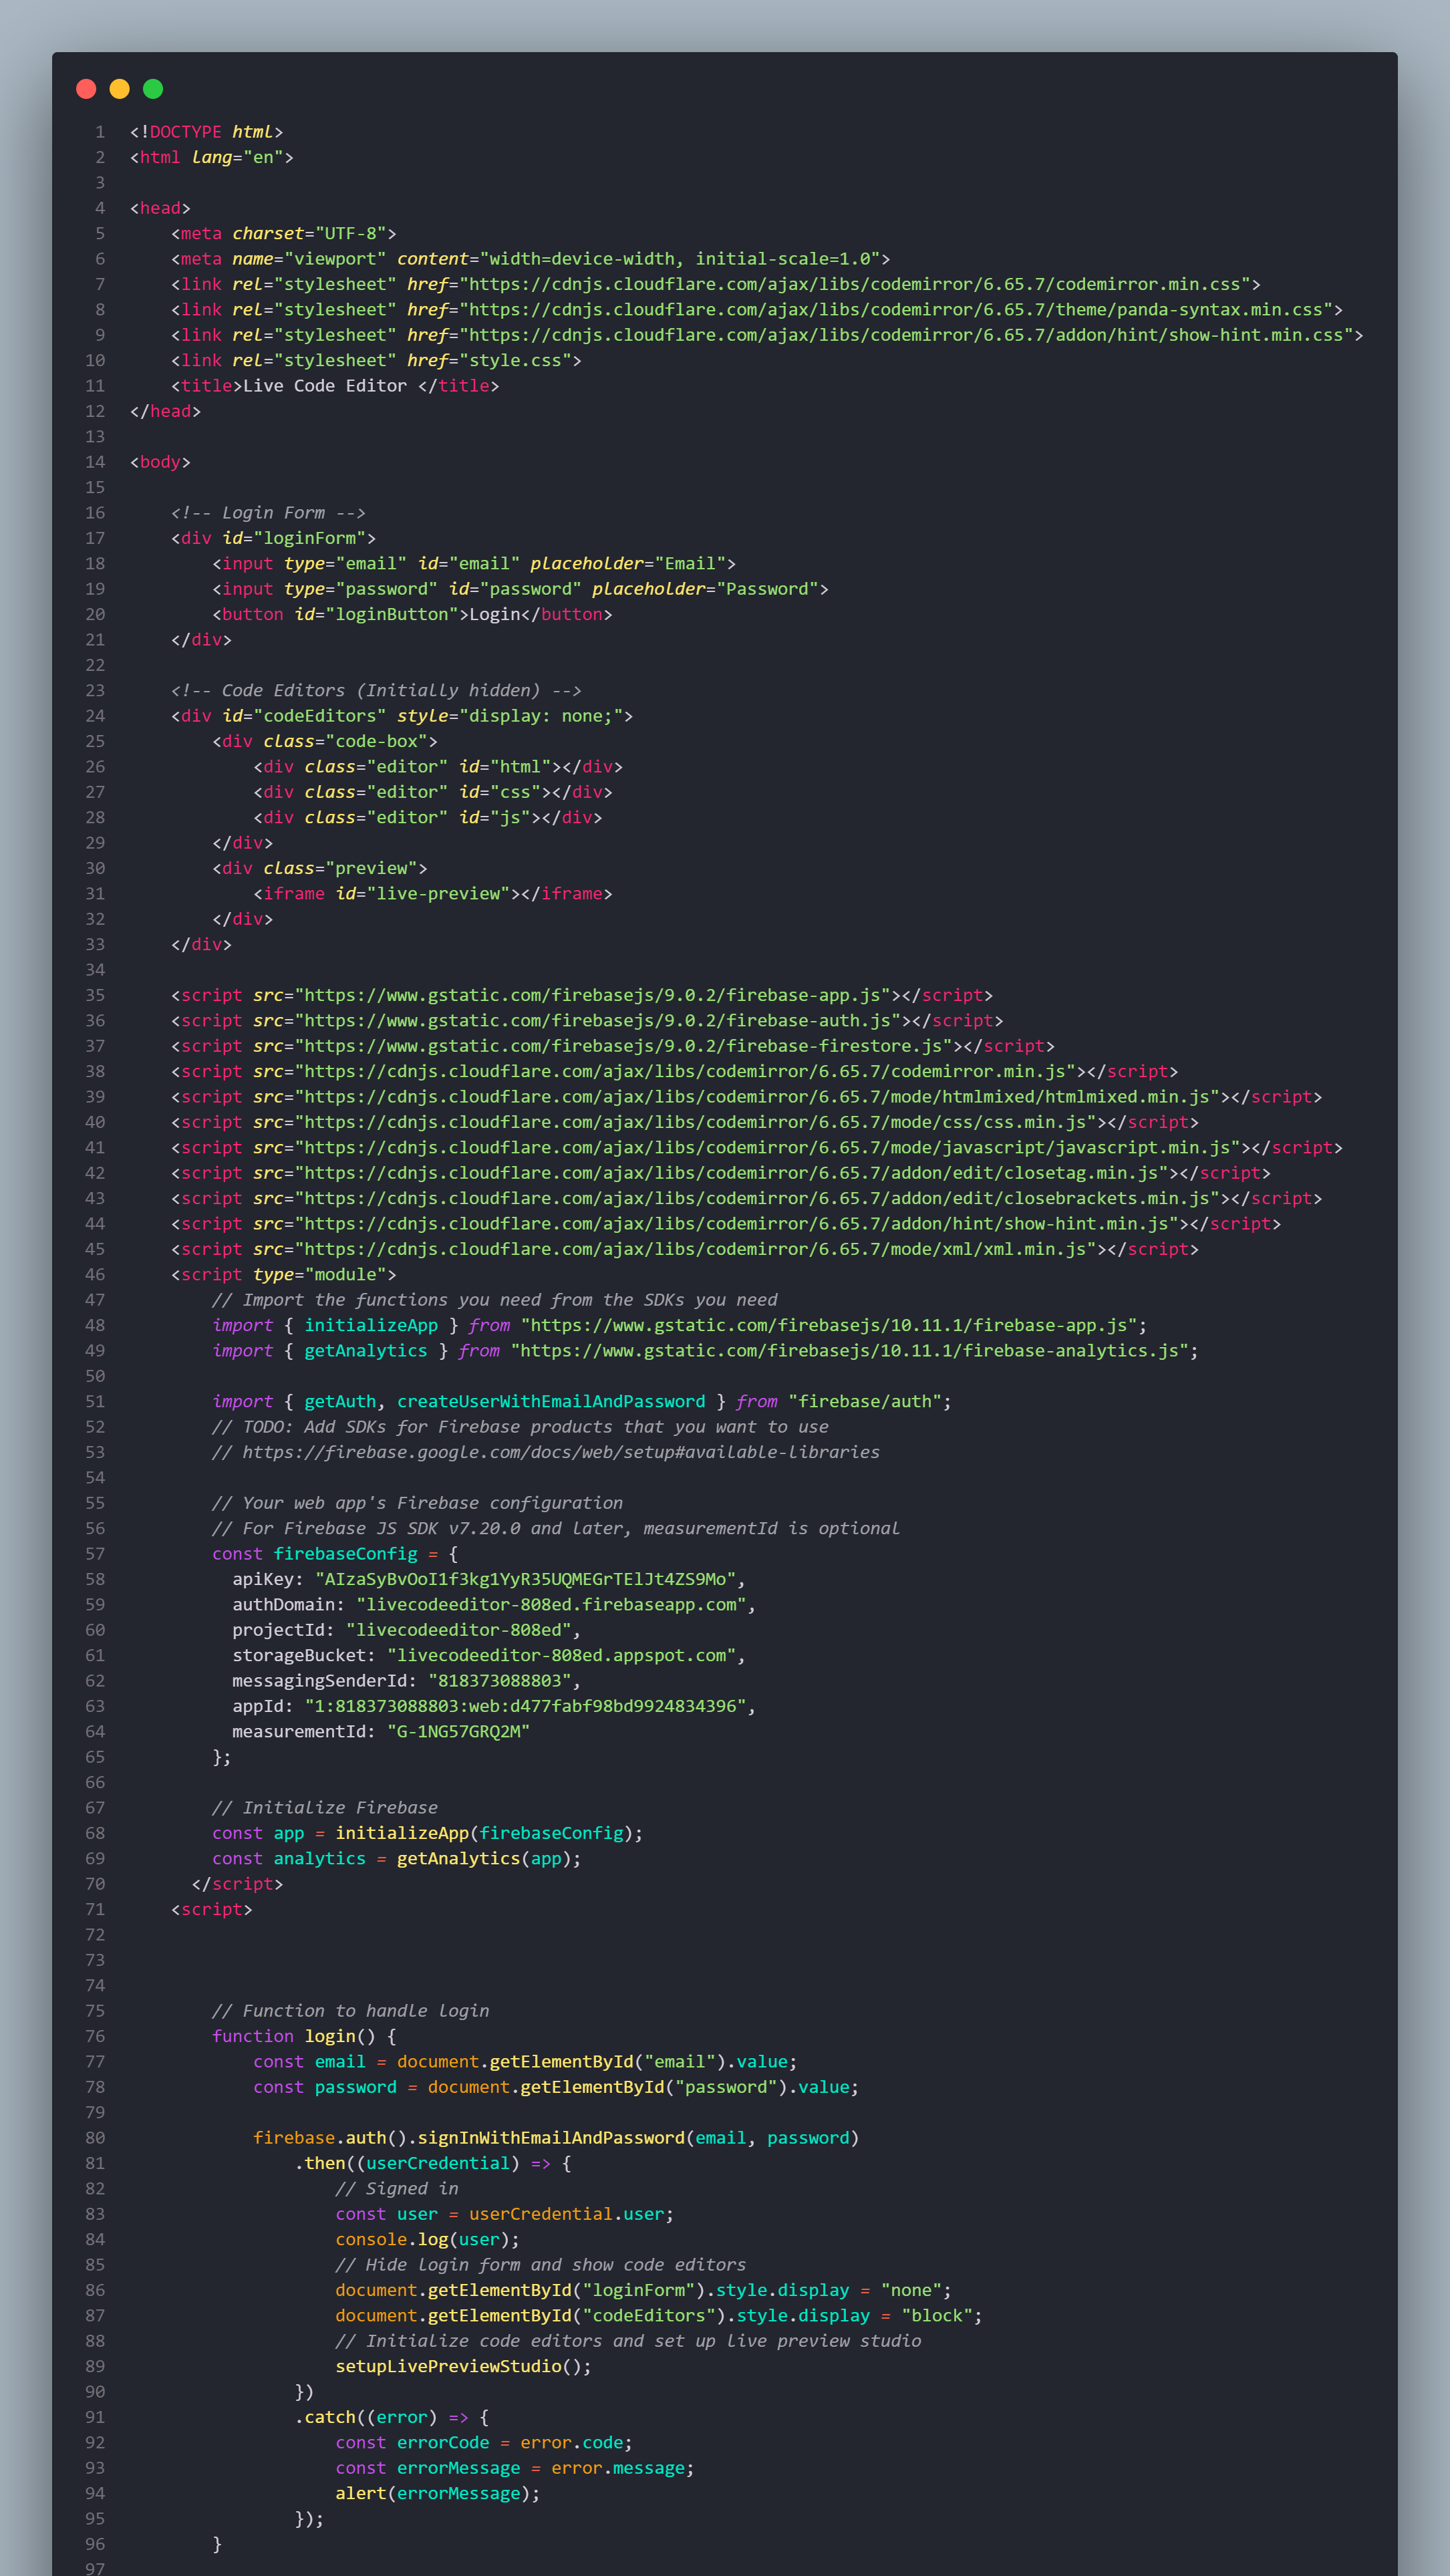 1 <!DOCTYPE html>
2 <html lang="en">
3
4 <head>
5     <meta charset="UTF-8">
6     <meta name="viewport" content="width=device-width, initial-scale=1.0">
7     <link rel="stylesheet" href="https://cdnjs.cloudflare.com/ajax/libs/codemirror/6.65.7/codemirror.min.css">
8     <link rel="stylesheet" href="https://cdnjs.cloudflare.com/ajax/libs/codemirror/6.65.7/theme/panda-syntax.min.css">
9     <link rel="stylesheet" href="https://cdnjs.cloudflare.com/ajax/libs/codemirror/6.65.7/addon/hint/show-hint.min.css">
10     <link rel="stylesheet" href="style.css">
11     <title>Live Code Editor </title>
12 </head>
13
14 <body>
15
16     <!-- Login Form -->
17     <div id="loginForm">
18         <input type="email" id="email" placeholder="Email">
19         <input type="password" id="password" placeholder="Password">
20         <button id="loginButton">Login</button>
21     </div>
22
23     <!-- Code Editors (Initially hidden) -->
24     <div id="codeEditors" style="display: none;">
25         <div class="code-box">
26             <div class="editor" id="html"></div>
27             <div class="editor" id="css"></div>
28             <div class="editor" id="js"></div>
29         </div>
30         <div class="preview">
31             <iframe id="live-preview"></iframe>
32         </div>
33     </div>
34
35     <script src="https://www.gstatic.com/firebasejs/9.0.2/firebase-app.js"></script>
36     <script src="https://www.gstatic.com/firebasejs/9.0.2/firebase-auth.js"></script>
37     <script src="https://www.gstatic.com/firebasejs/9.0.2/firebase-firestore.js"></script>
38     <script src="https://cdnjs.cloudflare.com/ajax/libs/codemirror/6.65.7/codemirror.min.js"></script>
39     <script src="https://cdnjs.cloudflare.com/ajax/libs/codemirror/6.65.7/mode/htmlmixed/htmlmixed.min.js"></script>
40     <script src="https://cdnjs.cloudflare.com/ajax/libs/codemirror/6.65.7/mode/css/css.min.js"></script>
41     <script src="https://cdnjs.cloudflare.com/ajax/libs/codemirror/6.65.7/mode/javascript/javascript.min.js"></script>
42     <script src="https://cdnjs.cloudflare.com/ajax/libs/codemirror/6.65.7/addon/edit/closetag.min.js"></script>
43     <script src="https://cdnjs.cloudflare.com/ajax/libs/codemirror/6.65.7/addon/edit/closebrackets.min.js"></script>
44     <script src="https://cdnjs.cloudflare.com/ajax/libs/codemirror/6.65.7/addon/hint/show-hint.min.js"></script>
45     <script src="https://cdnjs.cloudflare.com/ajax/libs/codemirror/6.65.7/mode/xml/xml.min.js"></script>
46     <script type="module">
47         // Import the functions you need from the SDKs you need
48         import { initializeApp } from "https://www.gstatic.com/firebasejs/10.11.1/firebase-app.js";
49         import { getAnalytics } from "https://www.gstatic.com/firebasejs/10.11.1/firebase-analytics.js";
50
51         import { getAuth, createUserWithEmailAndPassword } from "firebase/auth";
52         // TODO: Add SDKs for Firebase products that you want to use
53         // https://firebase.google.com/docs/web/setup#available-libraries
54
55         // Your web app's Firebase configuration
56         // For Firebase JS SDK v7.20.0 and later, measurementId is optional
57         const firebaseConfig = {
58           apiKey: "AIzaSyBvOoI1f3kg1YyR35UQMEGrTElJt4ZS9Mo",
59           authDomain: "livecodeeditor-808ed.firebaseapp.com",
60           projectId: "livecodeeditor-808ed",
61           storageBucket: "livecodeeditor-808ed.appspot.com",
62           messagingSenderId: "818373088803",
63           appId: "1:818373088803:web:d477fabf98bd9924834396",
64           measurementId: "G-1NG57GRQ2M"
65         };
66
67         // Initialize Firebase
68         const app = initializeApp(firebaseConfig);
69         const analytics = getAnalytics(app);
70       </script>
71     <script>
72
73
74
75         // Function to handle login
76         function login() {
77             const email = document.getElementById("email").value;
78             const password = document.getElementById("password").value;
79
80             firebase.auth().signInWithEmailAndPassword(email, password)
81                 .then((userCredential) => {
82                     // Signed in
83                     const user = userCredential.user;
84                     console.log(user);
85                     // Hide login form and show code editors
86                     document.getElementById("loginForm").style.display = "none";
87                     document.getElementById("codeEditors").style.display = "block";
88                     // Initialize code editors and set up live preview studio
89                     setupLivePreviewStudio();
90                 })
91                 .catch((error) => {
92                     const errorCode = error.code;
93                     const errorMessage = error.message;
94                     alert(errorMessage);
95                 });
96         }
97